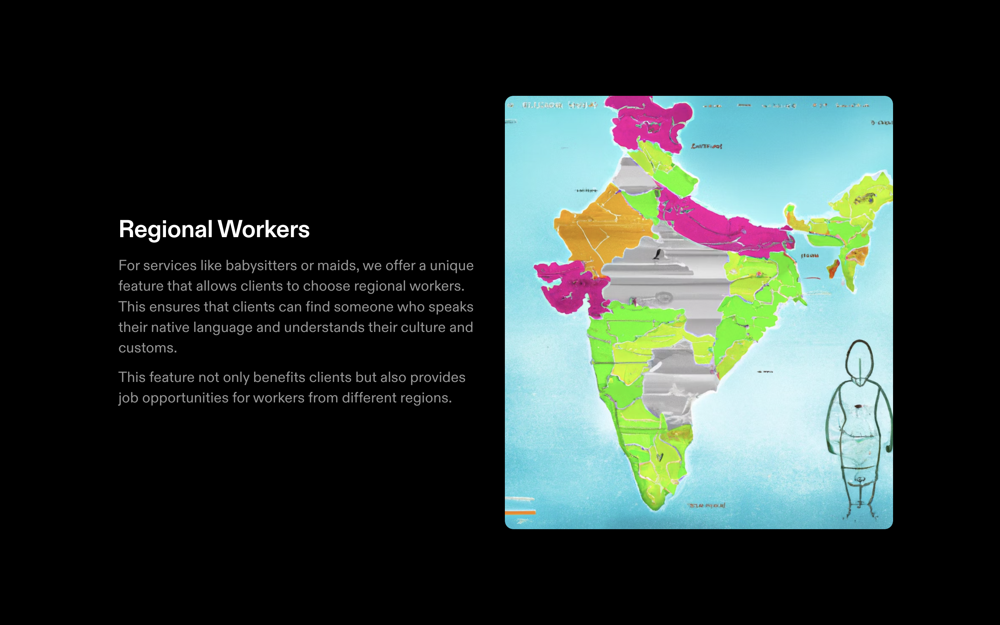 Regional Workers
For services like babysitters or maids, we offer a unique
feature that allows clients to choose regional workers.
This ensures that clients can find someone who speaks
their native language and understands their culture and
customs.
This feature not only benefits clients but also provides
job opportunities for workers from different regions.